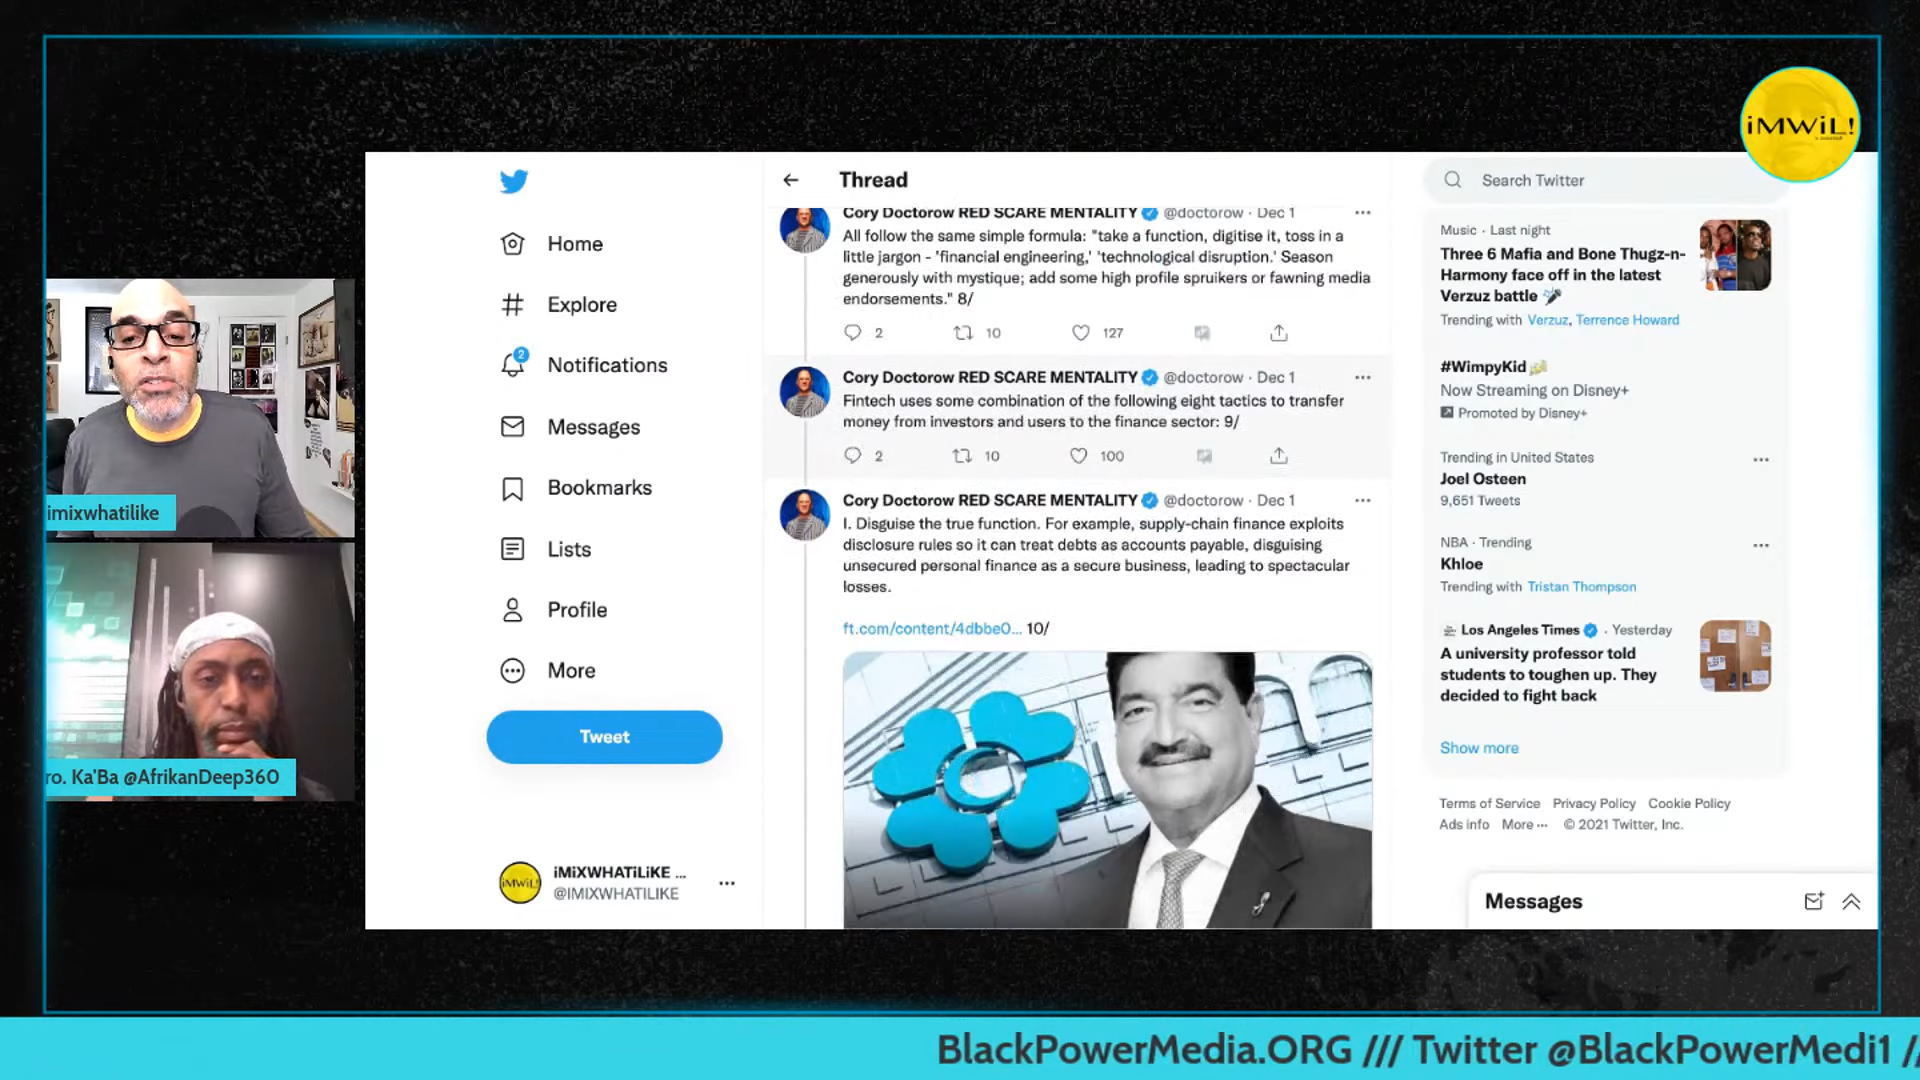 iMWiL!
Thread
Search Twitter
Home
Explore
2
Notifications
Messages
Bookmarks
Lists
Profile
More
Tweet
iMiXWHATiLiKE ...
@IMIXWHATILIKE
iMWiL!
Cory Doctorow RED SCARE MENTALITY @doctorow · Dec 1
All follow the same simple formula: "take a function, digitise it, toss in a
little jargon - 'financial engineering,' 'technological disruption.' Season
generously with mystique; add some high profile spruikers or fawning media
endorsements." 8/
2 10 127
Cory Doctorow RED SCARE MENTALITY @doctorow · Dec 1
Fintech uses some combination of the following eight tactics to transfer
money from investors and users to the finance sector: 9/
2 10 100
Cory Doctorow RED SCARE MENTALITY @doctorow · Dec 1
I. Disguise the true function. For example, supply-chain finance exploits
disclosure rules so it can treat debts as accounts payable, disguising
unsecured personal finance as a secure business, leading to spectacular
losses.
ft.com/content/4dbbe0... 10/
Music · Last night
Three 6 Mafia and Bone Thugz-n-
Harmony face off in the latest
Verzuz battle
Trending with Verzuz, Terrence Howard
#WimpyKid
Now Streaming on Disney+
Promoted by Disney+
Trending in United States
Joel Osteen
9,651 Tweets
NBA · Trending
Khloe
Trending with Tristan Thompson
Los Angeles Times · Yesterday
A university professor told
students to toughen up. They
decided to fight back
Show more
Terms of Service Privacy Policy Cookie Policy
Ads info More ... © 2021 Twitter, Inc.
Messages
imixwhatilike
ro. Ka'Ba @AfrikanDeep360
BlackPowerMedia.ORG /// Twitter @BlackPowerMedi1 //